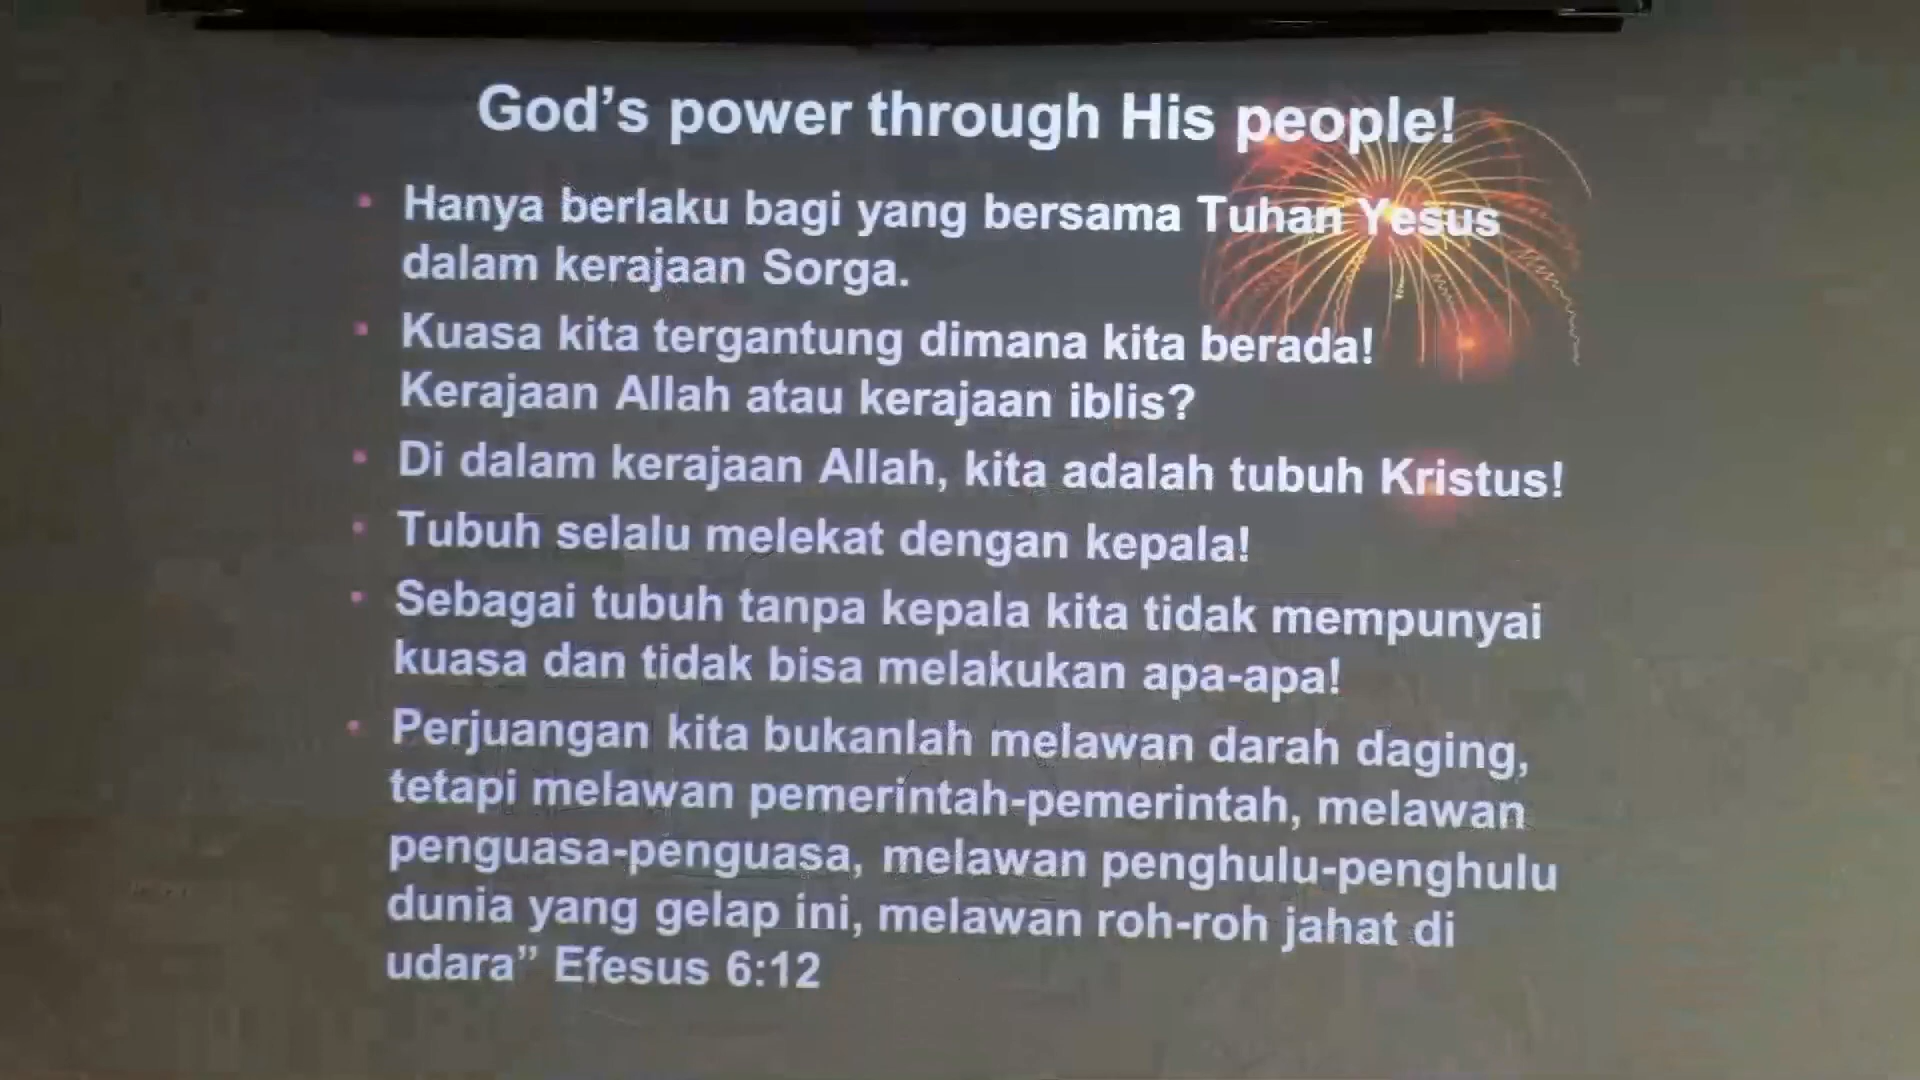 God’s power through His people!
• Hanya berlaku bagi yang bersama Tuhan Yesus
dalam kerajaan Sorga.
• Kuasa kita tergantung dimana kita berada!
Kerajaan Allah atau kerajaan iblis?
• Di dalam kerajaan Allah, kita adalah tubuh Kristus!
• Tubuh selalu melekat dengan kepala!
• Sebagai tubuh tanpa kepala kita tidak mempunyai
kuasa dan tidak bisa melakukan apa-apa!
• Perjuangan kita bukanlah melawan darah daging,
tetapi melawan pemerintah-pemerintah, melawan
penguasa-penguasa, melawan penghulu-penghulu
dunia yang gelap ini, melawan roh-roh jahat di
udara” Efesus 6:12